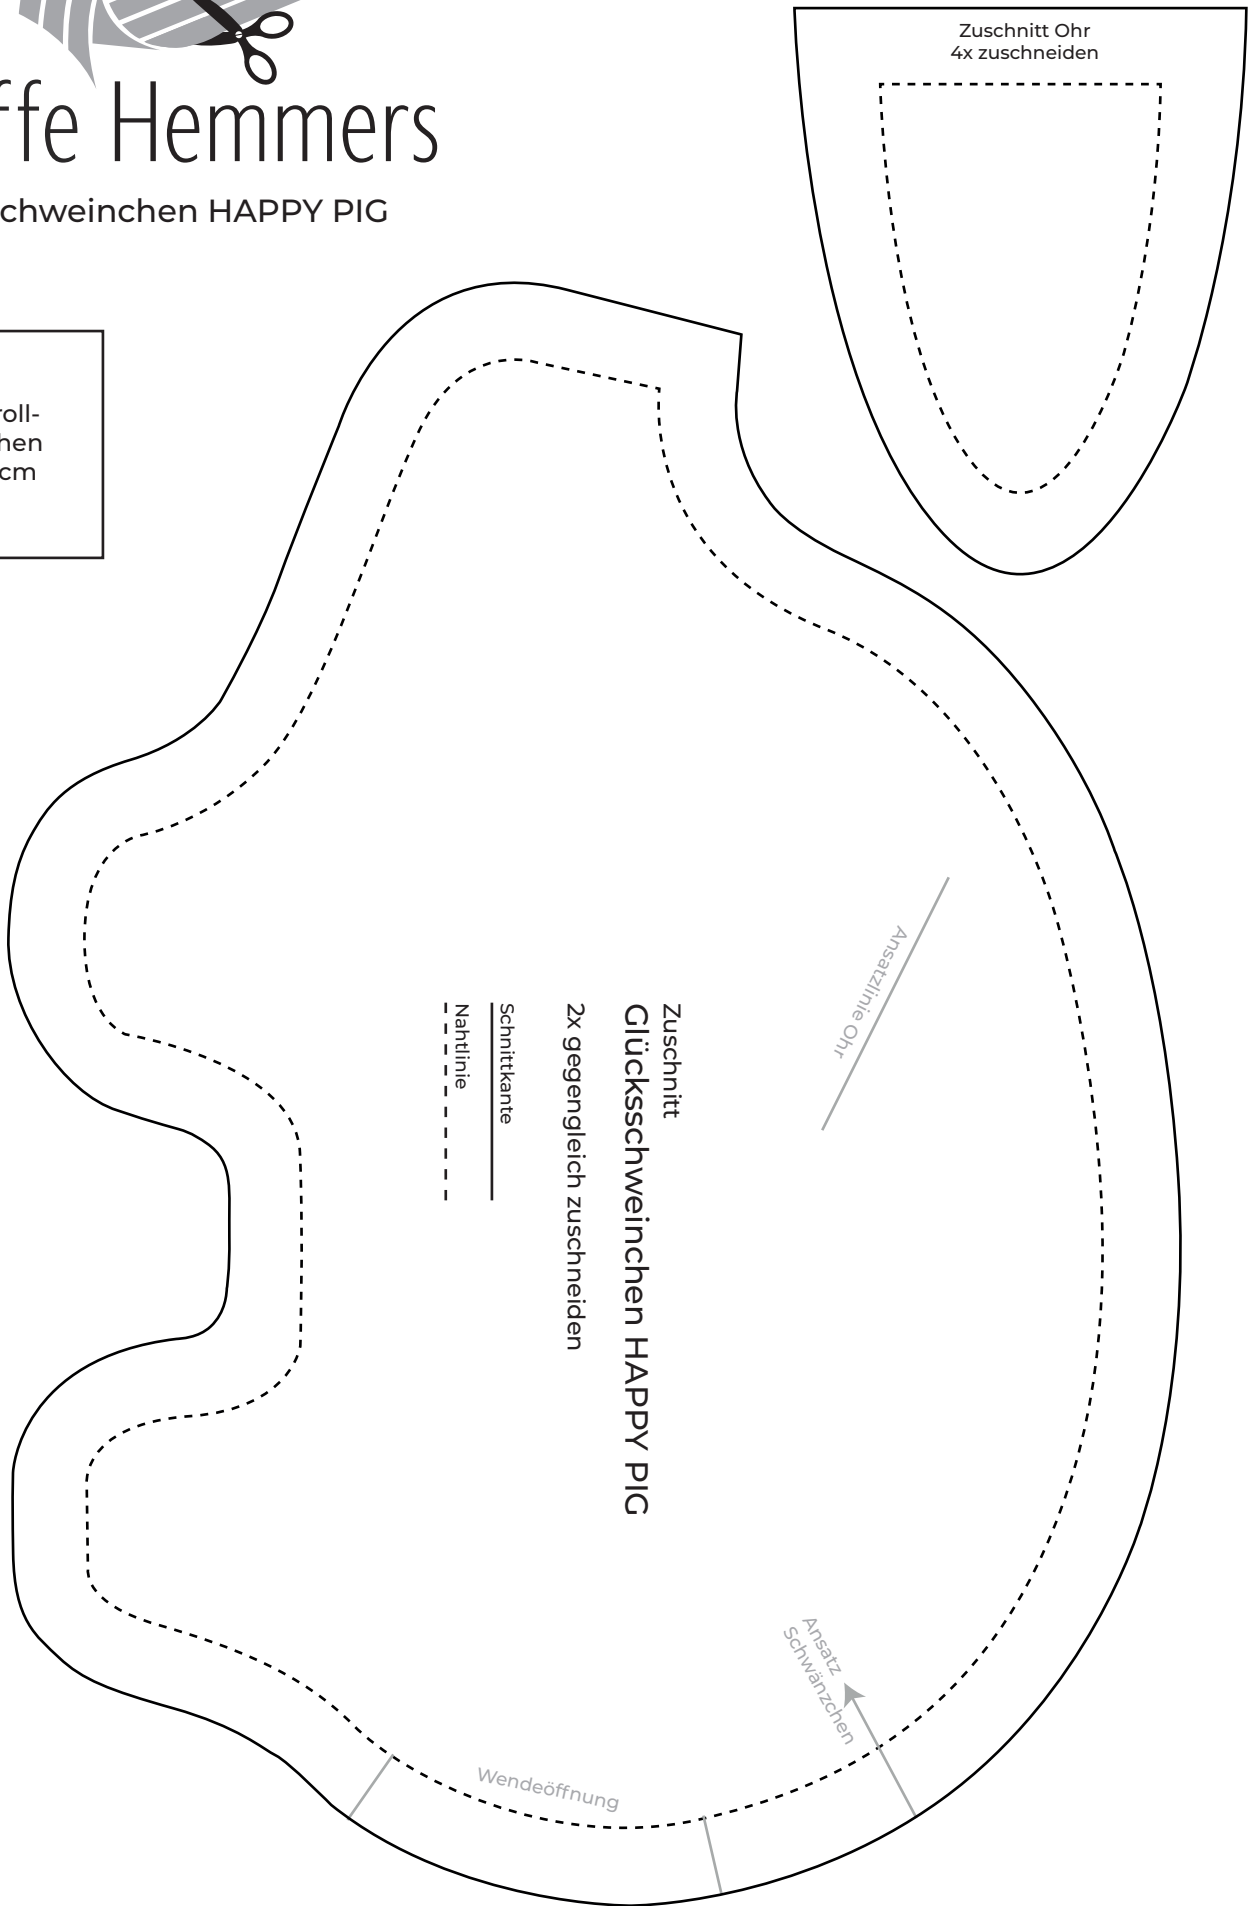 ffe Hemmers
chweinchen HAPPY PIG
Zuschnitt Ohr
4x zuschneiden
roll-
hen
cm
Ansatzlinie Ohr
Zuschnitt
Glücksschweinchen HAPPY PIG
2x gegengleich zuschneiden
Schnittkante
Nahtlinie
Ansatz
Schwänzchen
Wendeöffnung